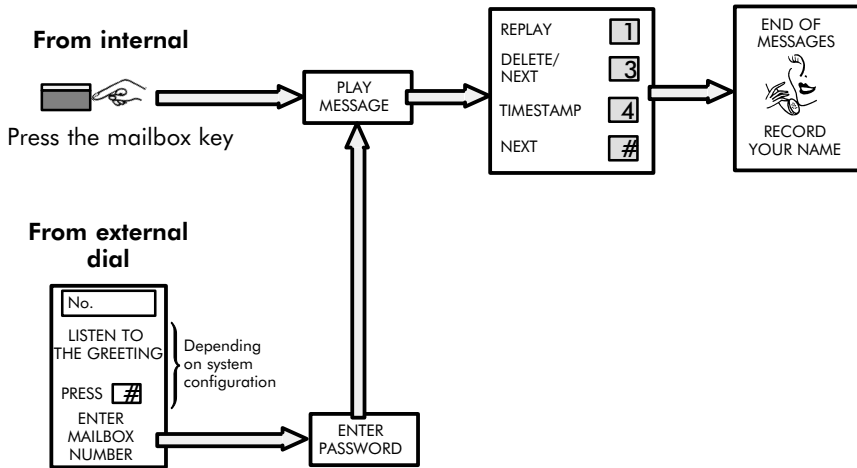 From internal
Press the mailbox key
PLAY
MESSAGE
REPLAY 1
DELETE/
NEXT 3
TIMESTAMP 4
NEXT #
END OF
MESSAGES
RECORD
YOUR NAME
From external
dial
No.
LISTEN TO
THE GREETING
PRESS #
Depending
on system
configuration
ENTER
MAILBOX
NUMBER
ENTER
PASSWORD